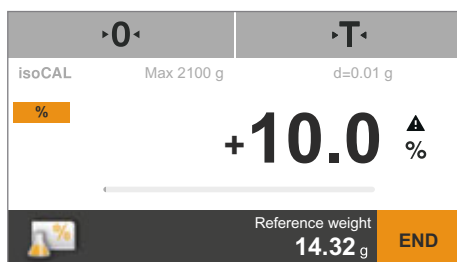 0 T
isoCAL Max 2100 g d=0.01 g
%
+10.0 %
%
Reference weight
14.32 g
END